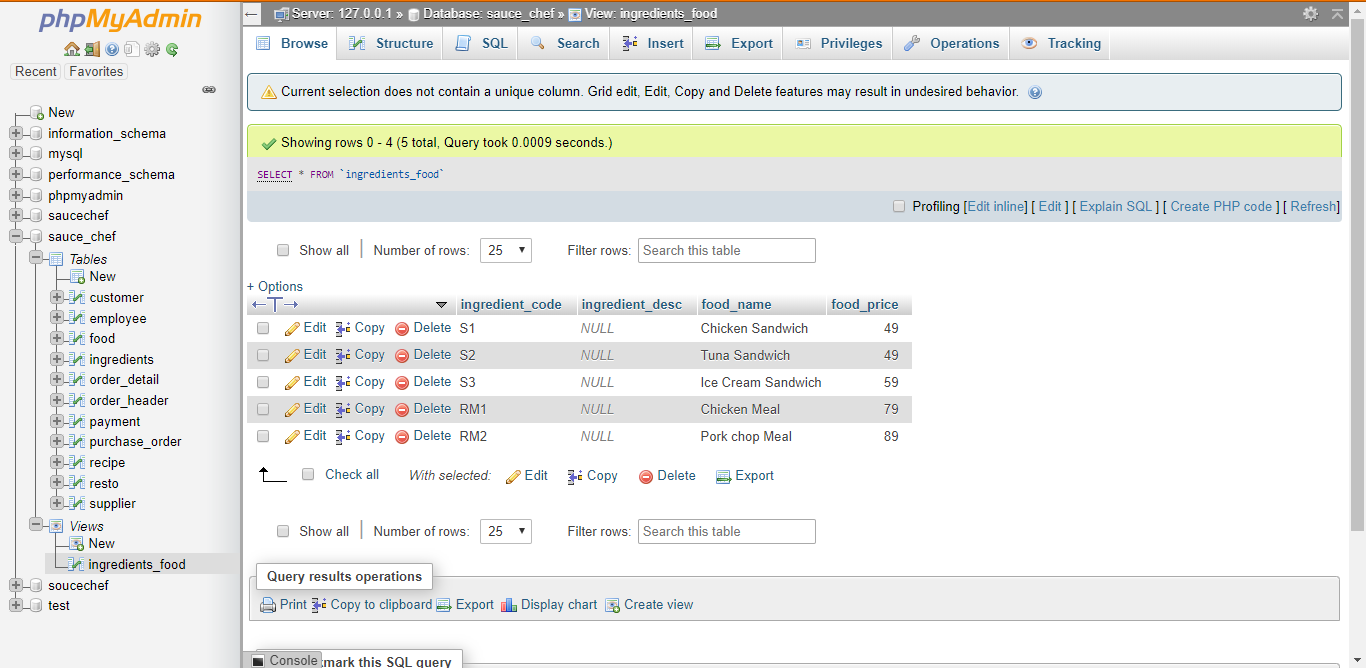 phpMyAdmin
Recent Favorites
New
information_schema
mysql
performance_schema
phpmyadmin
saucechef
sauce_chef
Tables
New
customer
employee
food
ingredients
order_detail
order_header
payment
purchase_order
recipe
resto
supplier
Views
New
ingredients_food
soucechef
test
Server: 127.0.0.1 » Database: sauce_chef » View: ingredients_food
Browse Structure SQL Search Insert Export Privileges Operations Tracking
Current selection does not contain a unique column. Grid edit, Edit, Copy and Delete features may result in undesired behavior.
Showing rows 0 - 4 (5 total, Query took 0.0009 seconds.)
SELECT * FROM `ingredients_food`
Profiling [Edit inline] [ Edit ] [ Explain SQL ] [ Create PHP code ] [ Refresh]
Show all | Number of rows: 25 Filter rows: Search this table
+ Options
←T→ ingredient_code ingredient_desc food_name food_price
Edit Copy Delete S1 NULL Chicken Sandwich 49
Edit Copy Delete S2 NULL Tuna Sandwich 49
Edit Copy Delete S3 NULL Ice Cream Sandwich 59
Edit Copy Delete RM1 NULL Chicken Meal 79
Edit Copy Delete RM2 NULL Pork chop Meal 89
Check all With selected: Edit Copy Delete Export
Show all | Number of rows: 25 Filter rows: Search this table
Query results operations
Print Copy to clipboard Export Display chart Create view
Console mark this SQL query